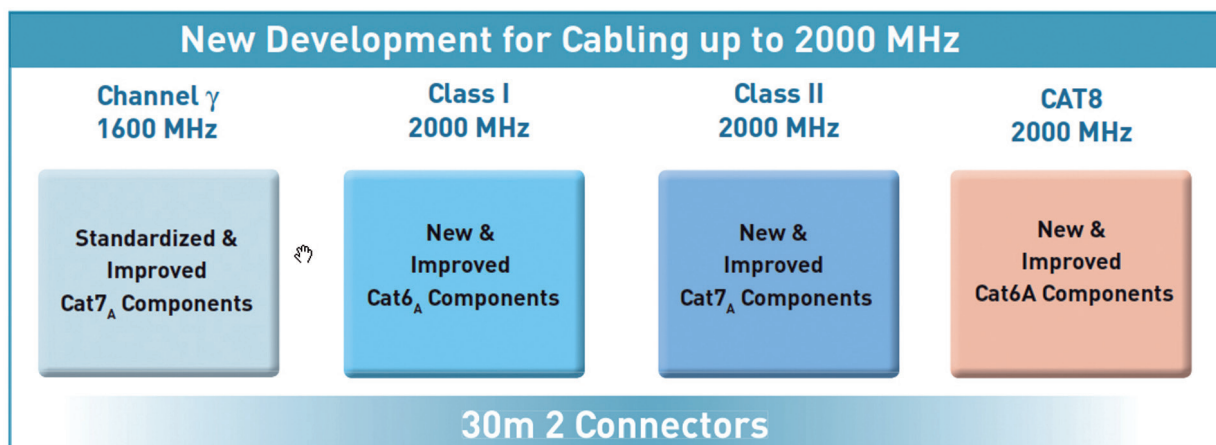 New Development for Cabling up to 2000 MHz
Channel γ
1600 MHz
Class I
2000 MHz
Class II
2000 MHz
CAT8
2000 MHz
Standardized &
Improved
Cat7A Components
New &
Improved
Cat6A Components
New &
Improved
Cat7A Components
New &
Improved
Cat6A Components
30m 2 Connectors